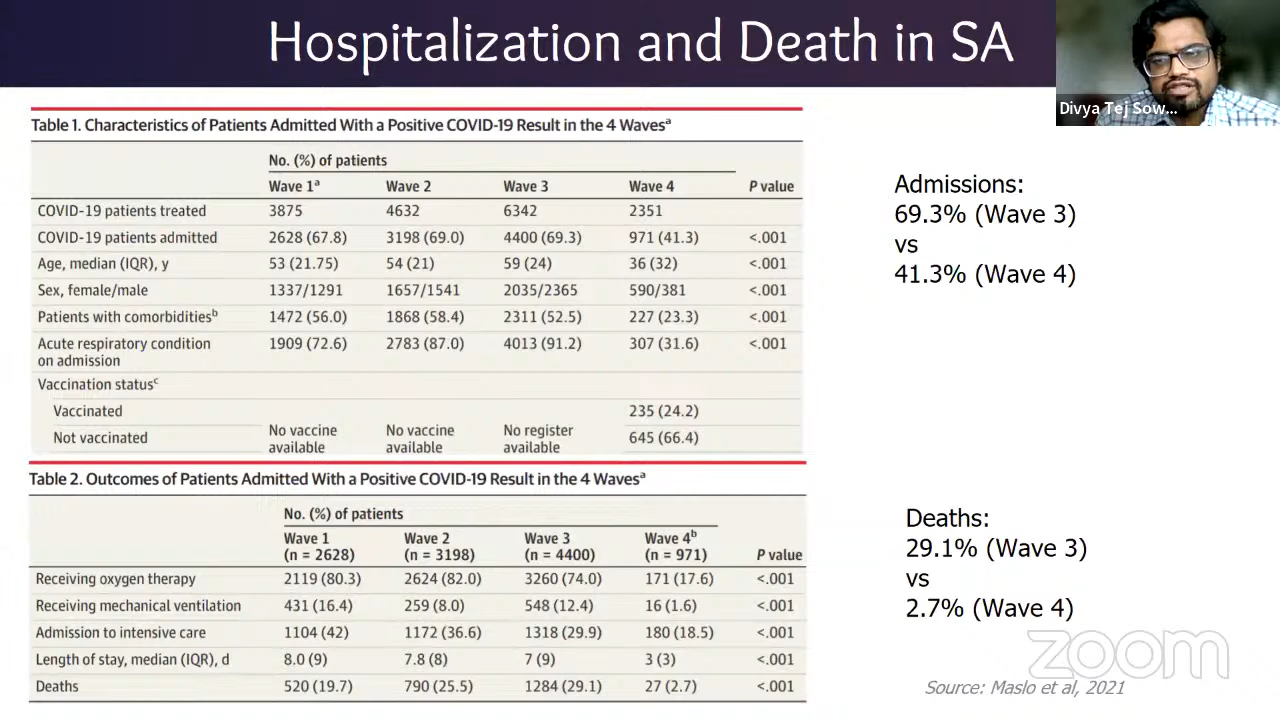 Hospitalization and Death in SA
Divya Tej Sow...
Table 1. Characteristics of Patients Admitted With a Positive COVID-19 Result in the 4 Wavesª
No. (%) of patients
Wave 1ª Wave 2 Wave 3 Wave 4 P value
COVID-19 patients treated 3875 4632 6342 2351
COVID-19 patients admitted 2628 (67.8) 3198 (69.0) 4400 (69.3) 971 (41.3) <.001
Age, median (IQR), y 53 (21.75) 54 (21) 59 (24) 36 (32) <.001
Sex, female/male 1337/1291 1657/1541 2035/2365 590/381 <.001
Patients with comorbiditiesᵇ 1472 (56.0) 1868 (58.4) 2311 (52.5) 227 (23.3) <.001
Acute respiratory condition 1909 (72.6) 2783 (87.0) 4013 (91.2) 307 (31.6) <.001
on admission
Vaccination statusᶜ
Vaccinated 235 (24.2)
Not vaccinated No vaccine No vaccine No register 645 (66.4)
available available available
Table 2. Outcomes of Patients Admitted With a Positive COVID-19 Result in the 4 Wavesª
No. (%) of patients
Wave 1 Wave 2 Wave 3 Wave 4ᵇ
(n = 2628) (n = 3198) (n = 4400) (n = 971) P value
Receiving oxygen therapy 2119 (80.3) 2624 (82.0) 3260 (74.0) 171 (17.6) <.001
Receiving mechanical ventilation 431 (16.4) 259 (8.0) 548 (12.4) 16 (1.6) <.001
Admission to intensive care 1104 (42) 1172 (36.6) 1318 (29.9) 180 (18.5) <.001
Length of stay, median (IQR), d 8.0 (9) 7.8 (8) 7 (9) 3 (3) <.001
Deaths 520 (19.7) 790 (25.5) 1284 (29.1) 27 (2.7) <.001
Admissions:
69.3% (Wave 3)
vs
41.3% (Wave 4)
Deaths:
29.1% (Wave 3)
vs
2.7% (Wave 4)
zoom
Source: Maslo et al, 2021